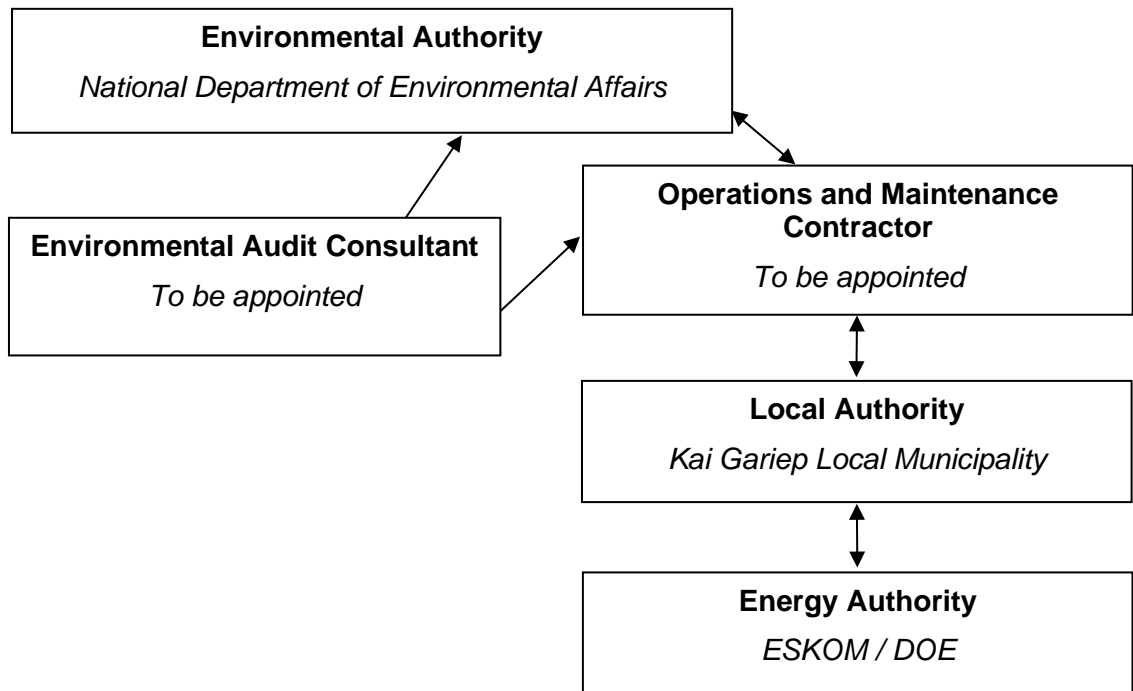 Environmental Authority
National Department of Environmental Affairs
Operations and Maintenance
Contractor
To be appointed
Environmental Audit Consultant
To be appointed
Local Authority
Kai Gariep Local Municipality
Energy Authority
ESKOM / DOE